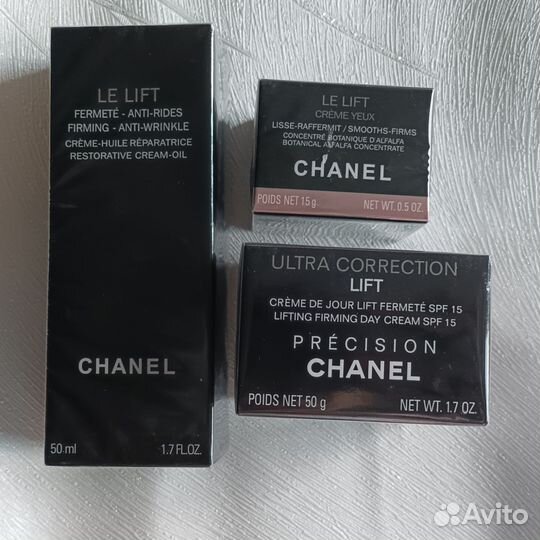 LE LIFT
FERMETÉ - ANTI-RIDES
FIRMING - ANTI-WRINKLE
CRÈME-HUILE RÉPARATRICE
RESTORATIVE CREAM-OIL
CHANEL
50 ml 1.7 FL.OZ.
LE LIFT
CRÈME YEUX
LISSE-RAFFERMIT / SMOOTHS-FIRMS
CONCENTRÉ BOTANIQUE D'ALFALFA
BOTANICAL ALFALFA CONCENTRATE
CHANEL
POIDS NET 15 g NET WT. 0.5 OZ.
ULTRA CORRECTION
LIFT
CRÈME DE JOUR LIFT FERMETÉ SPF 15
LIFTING FIRMING DAY CREAM SPF 15
PRÉCISION
CHANEL
POIDS NET 50 g NET WT. 1.7 OZ.
Avito